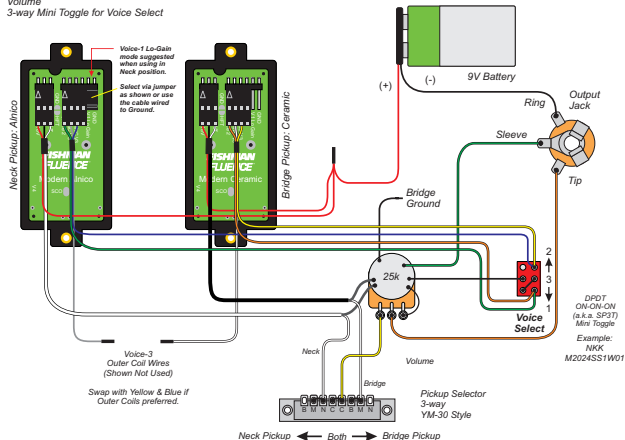 Volume
3-way Mini Toggle for Voice Select
Voice-1 Lo-Gain
mode suggested
when using in
Neck position.
Select via jumper
as shown or use
the cable wired
to Ground.
Neck Pickup: Alnico
Bridge Pickup: Ceramic
FISHMAN
FLUENCE
Modern Alnico
FISHMAN
FLUENCE
Modern Ceramic
(+)
(-)
9V Battery
Output
Jack
Ring
Sleeve
Tip
Bridge
Ground
25k
2
3
1
Voice
Select
DPDT
ON-ON-ON
(a.k.a. SP3T)
Mini Toggle
Example:
NKK
M2024SS1W01
Voice-3
Outer Coil Wires
(Shown Not Used)
Swap with Yellow & Blue if
Outer Coils preferred.
Neck
Volume
Bridge
B M N C C B M N
Pickup Selector
3-way
YM-30 Style
Neck Pickup Both Bridge Pickup